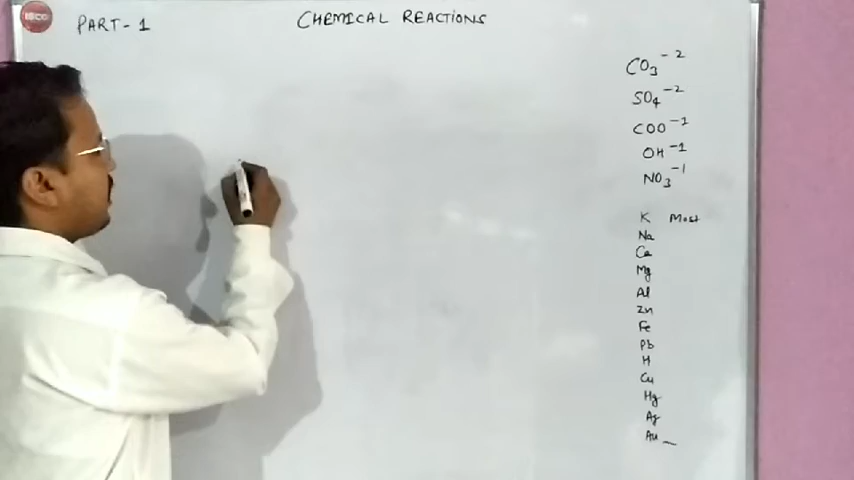 ISCO
PART-1
CHEMICAL REACTIONS
CO₃⁻²
SO₄⁻²
COO⁻¹
OH⁻¹
NO₃⁻¹
K Most
Na
Ca
Mg
Al
Zn
Fe
Pb
H
Cu
Hg
Ag
Au _